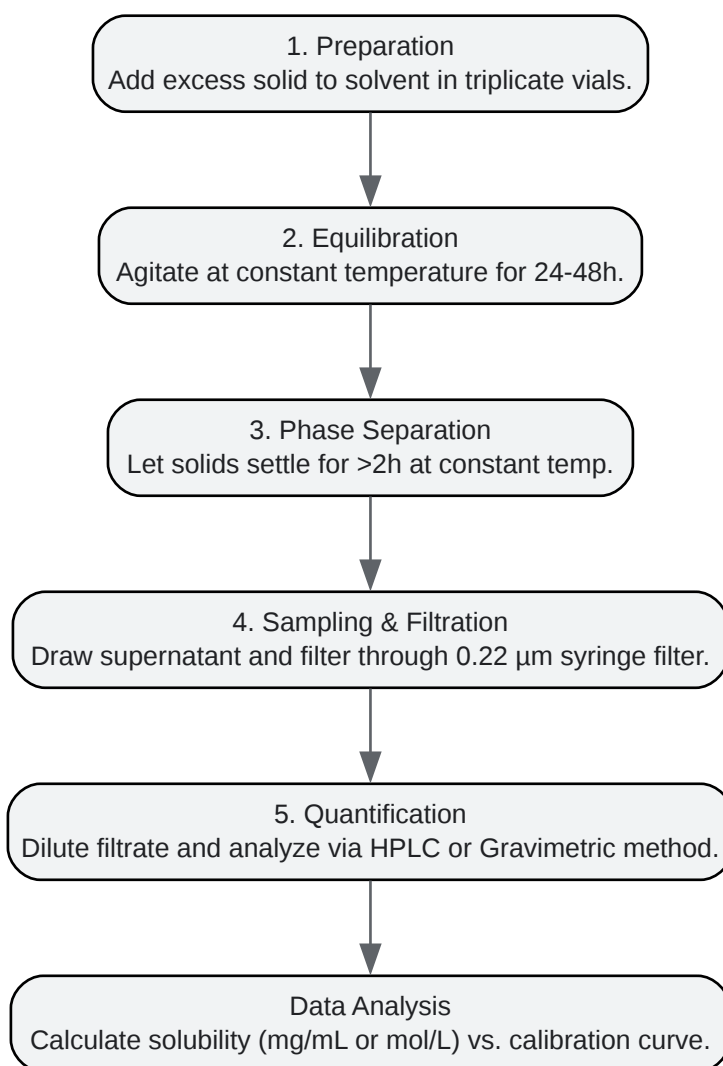 1. Preparation
Add excess solid to solvent in triplicate vials.
2. Equilibration
Agitate at constant temperature for 24-48h.
3. Phase Separation
Let solids settle for >2h at constant temp.
4. Sampling & Filtration
Draw supernatant and filter through 0.22 µm syringe filter.
5. Quantification
Dilute filtrate and analyze via HPLC or Gravimetric method.
Data Analysis
Calculate solubility (mg/mL or mol/L) vs. calibration curve.